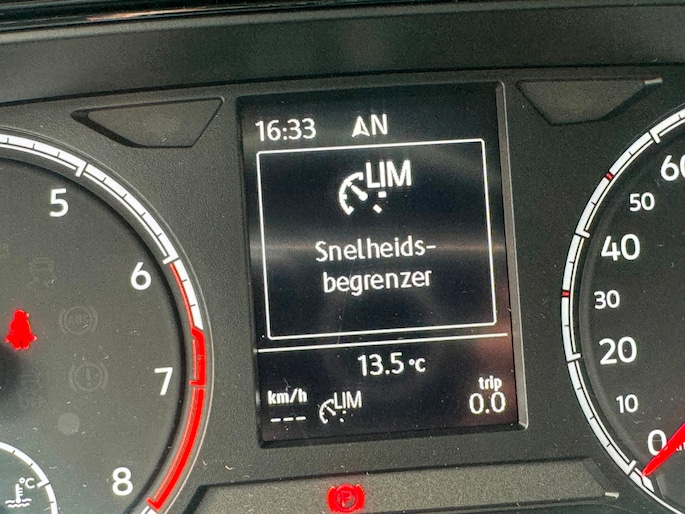 16:33 N
LIM
Snelheids-
begrenzer
13.5 °C
km/h
---
LIM
trip
0.0
5
6
7
8
°C
60
50
40
30
20
10
0
P